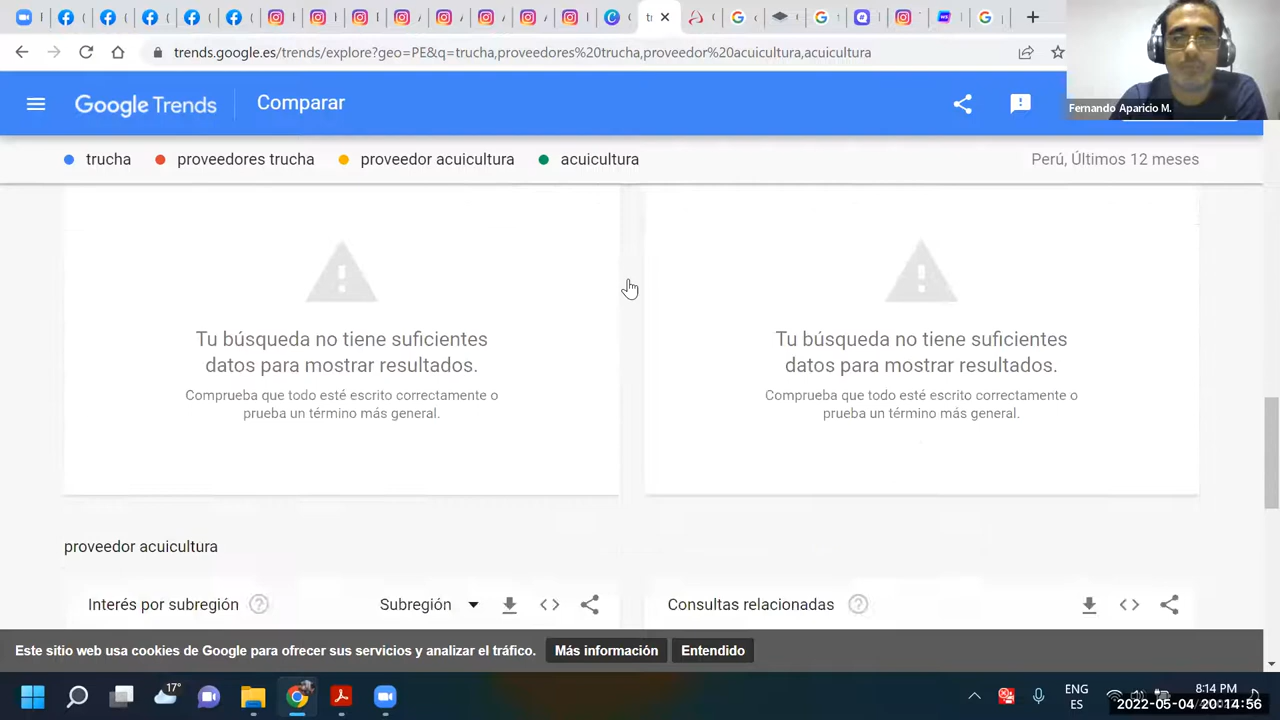 trends.google.es/trends/explore?geo=PE&q=trucha,proveedores%20trucha,proveedor%20acuicultura,acuicultura
Google Trends
Comparar
Fernando Aparicio M.
trucha
proveedores trucha
proveedor acuicultura
acuicultura
Perú, Últimos 12 meses
Tu búsqueda no tiene suficientes
datos para mostrar resultados.
Comprueba que todo esté escrito correctamente o
prueba un término más general.
Tu búsqueda no tiene suficientes
datos para mostrar resultados.
Comprueba que todo esté escrito correctamente o
prueba un término más general.
proveedor acuicultura
Interés por subregión
Subregión
Consultas relacionadas
Este sitio web usa cookies de Google para ofrecer sus servicios y analizar el tráfico.
Más información
Entendido
17°
ENG
ES
8:14 PM
2022-05-04 20:14:56